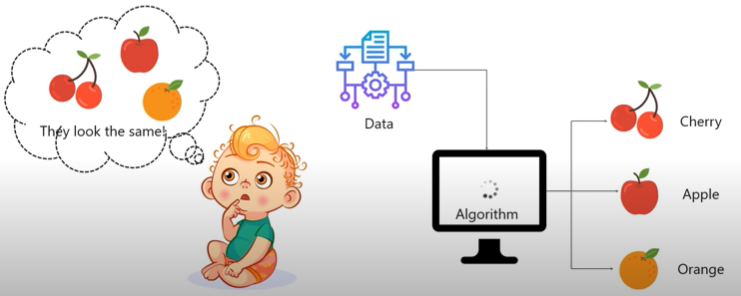 They look the same!
Data
Algorithm
Cherry
Apple
Orange